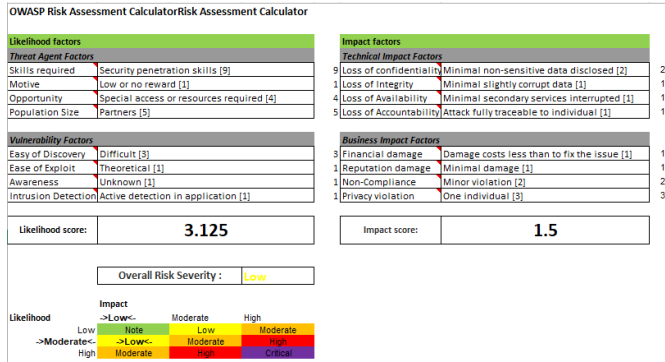 OWASP Risk Assessment CalculatorRisk Assessment Calculator
Likelihood factors Impact factors
Threat Agent Factors Technical Impact Factors
Skills required Security penetration skills [9] 9 Loss of confidentiality Minimal non-sensitive data disclosed [2] 2
Motive Low or no reward [1] 1 Loss of Integrity Minimal slightly corrupt data [1] 1
Opportunity Special access or resources required [4] 4 Loss of Availability Minimal secondary services interrupted [1] 1
Population Size Partners [5] 5 Loss of Accountability Attack fully traceable to individual [1] 1
Vulnerability Factors Business Impact Factors
Easy of Discovery Difficult [3] 3 Financial damage Damage costs less than to fix the issue [1] 1
Ease of Exploit Theoretical [1] 1 Reputation damage Minimal damage [1] 1
Awareness Unknown [1] 1 Non-Compliance Minor violation [2] 2
Intrusion Detection Active detection in application [1] 1 Privacy violation One individual [3] 3
Likelihood score: 3.125 Impact score: 1.5
Overall Risk Severity : Low
Impact
Likelihood ->Low<- Moderate High
Low Note Low Moderate
->Moderate<- ->Low<- Moderate High
High Moderate High Critical